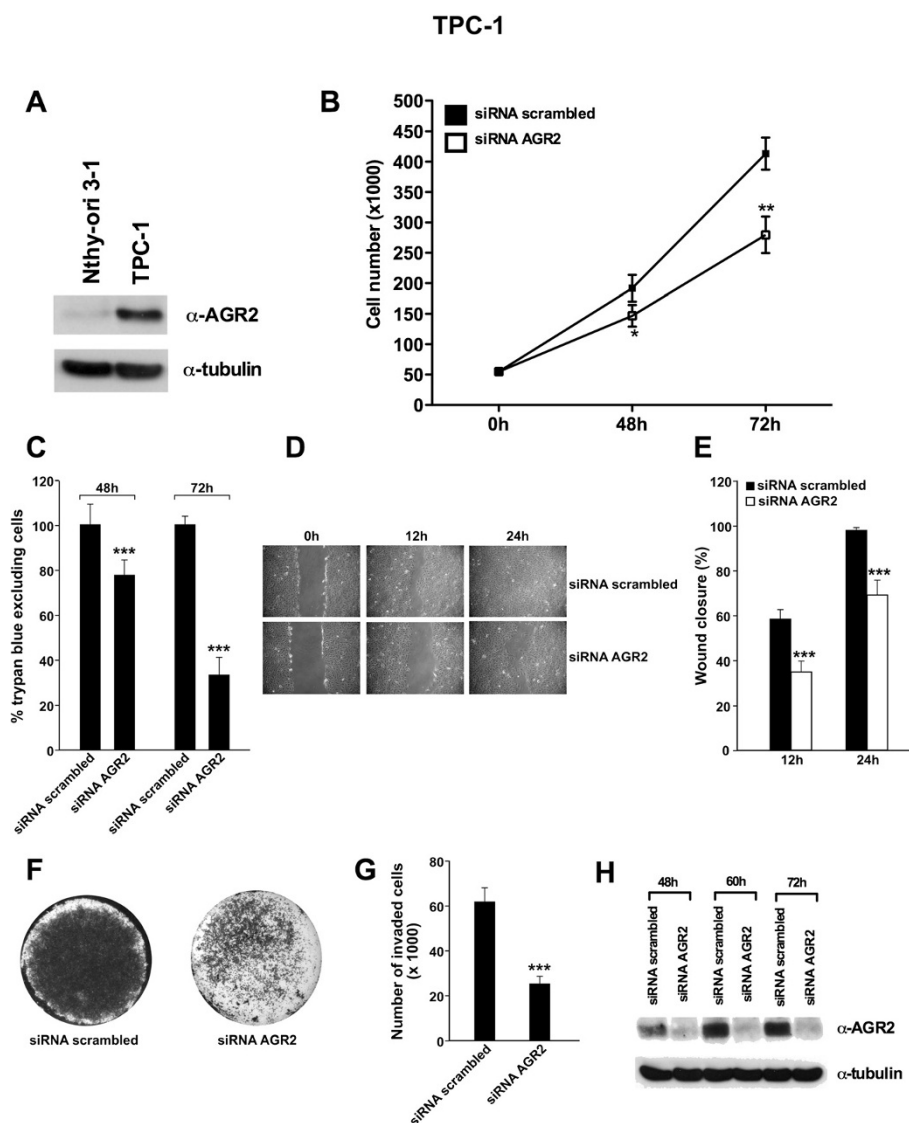 TPC-1
A
Nthy-ori 3-1
TPC-1
α-AGR2
α-tubulin
B
siRNA scrambled
siRNA AGR2
Cell number (x1000)
500
450
400
350
300
250
200
150
100
50
0
**
*
0h
48h
72h
C
% trypan blue excluding cells
120
100
80
60
40
20
0
48h
72h
***
***
siRNA scrambled
siRNA AGR2
siRNA scrambled
siRNA AGR2
D
0h
12h
24h
siRNA scrambled
siRNA AGR2
E
siRNA scrambled
siRNA AGR2
Wound closure (%)
120
100
80
60
40
20
0
***
***
12h
24h
F
siRNA scrambled
siRNA AGR2
G
Number of invaded cells
(x 1000)
80
60
40
20
0
***
siRNA scrambled
siRNA AGR2
H
48h
60h
72h
siRNA scrambled
siRNA AGR2
siRNA scrambled
siRNA AGR2
siRNA scrambled
siRNA AGR2
α-AGR2
α-tubulin